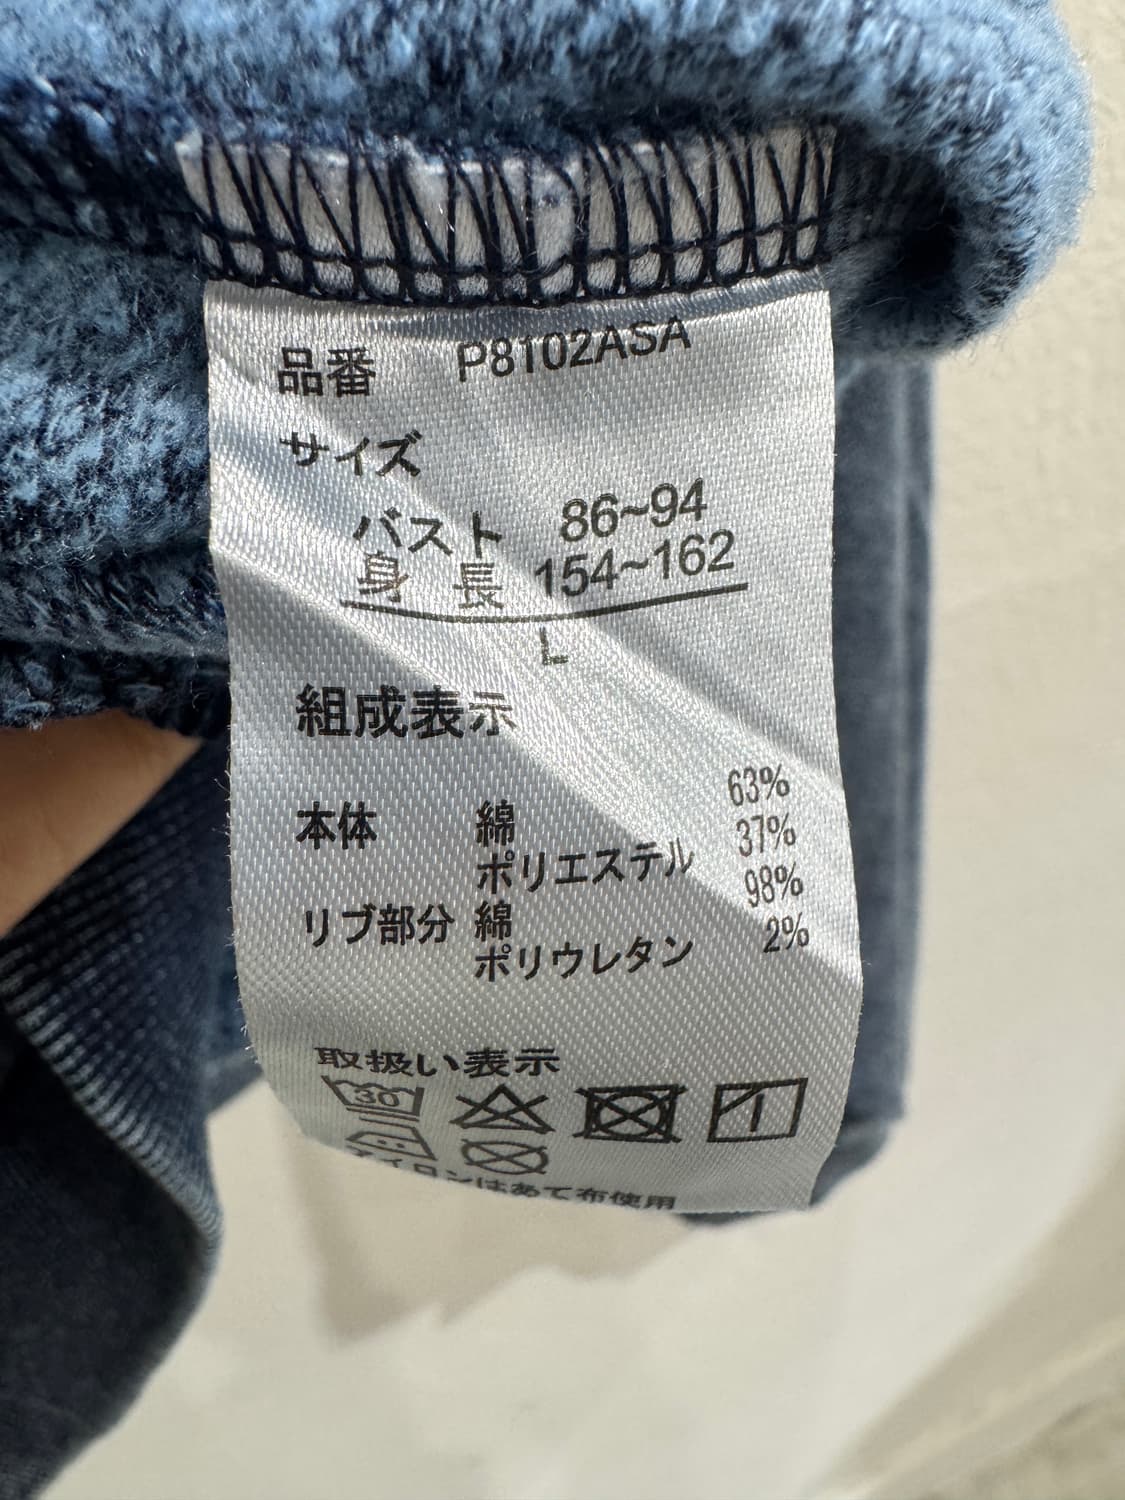 品番 P8102ASA
サイズ
バスト 86~94
身長 154~162
L
組成表示
本体 綿 63%
ポリエステル 37%
リブ部分 綿 98%
ポリウレタン 2%
取扱い表示
30
アイロンはあて布使用